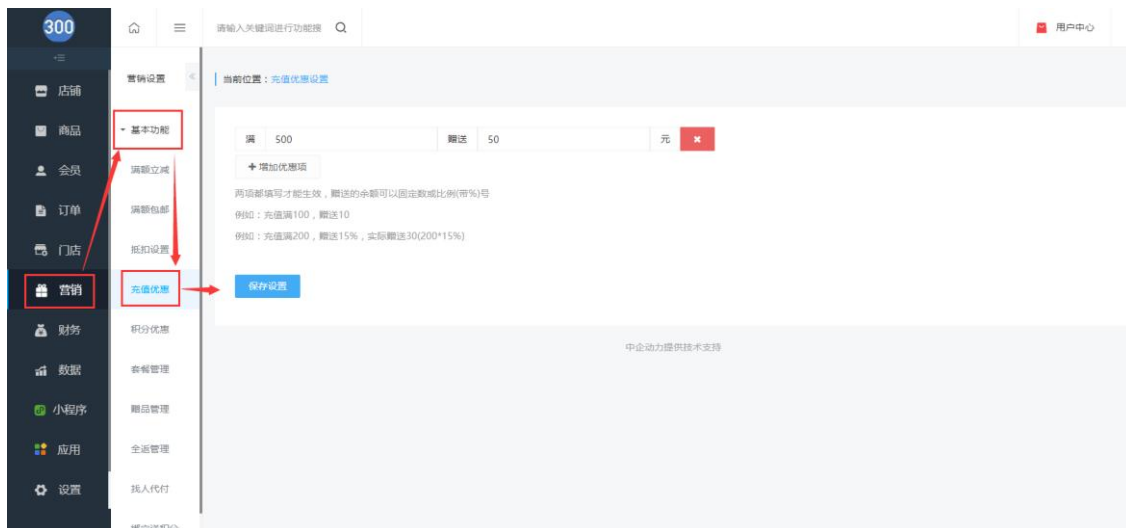 300
请输入关键词进行功能搜
用户中心
店铺
商品
会员
订单
门店
营销
财务
数据
小程序
应用
设置
营销设置
基本功能
满额立减
满额包邮
抵扣设置
充值优惠
积分优惠
套餐管理
赠品管理
全返管理
找人代付
当前位置：充值优惠设置
满 500 赠送 50 元
增加优惠项
两项都填写才能生效，赠送的余额可以固定数或比例(带%)号
例如：充值满100，赠送10
例如：充值满200，赠送15%，实际赠送30(200*15%)
保存设置
中企动力提供技术支持